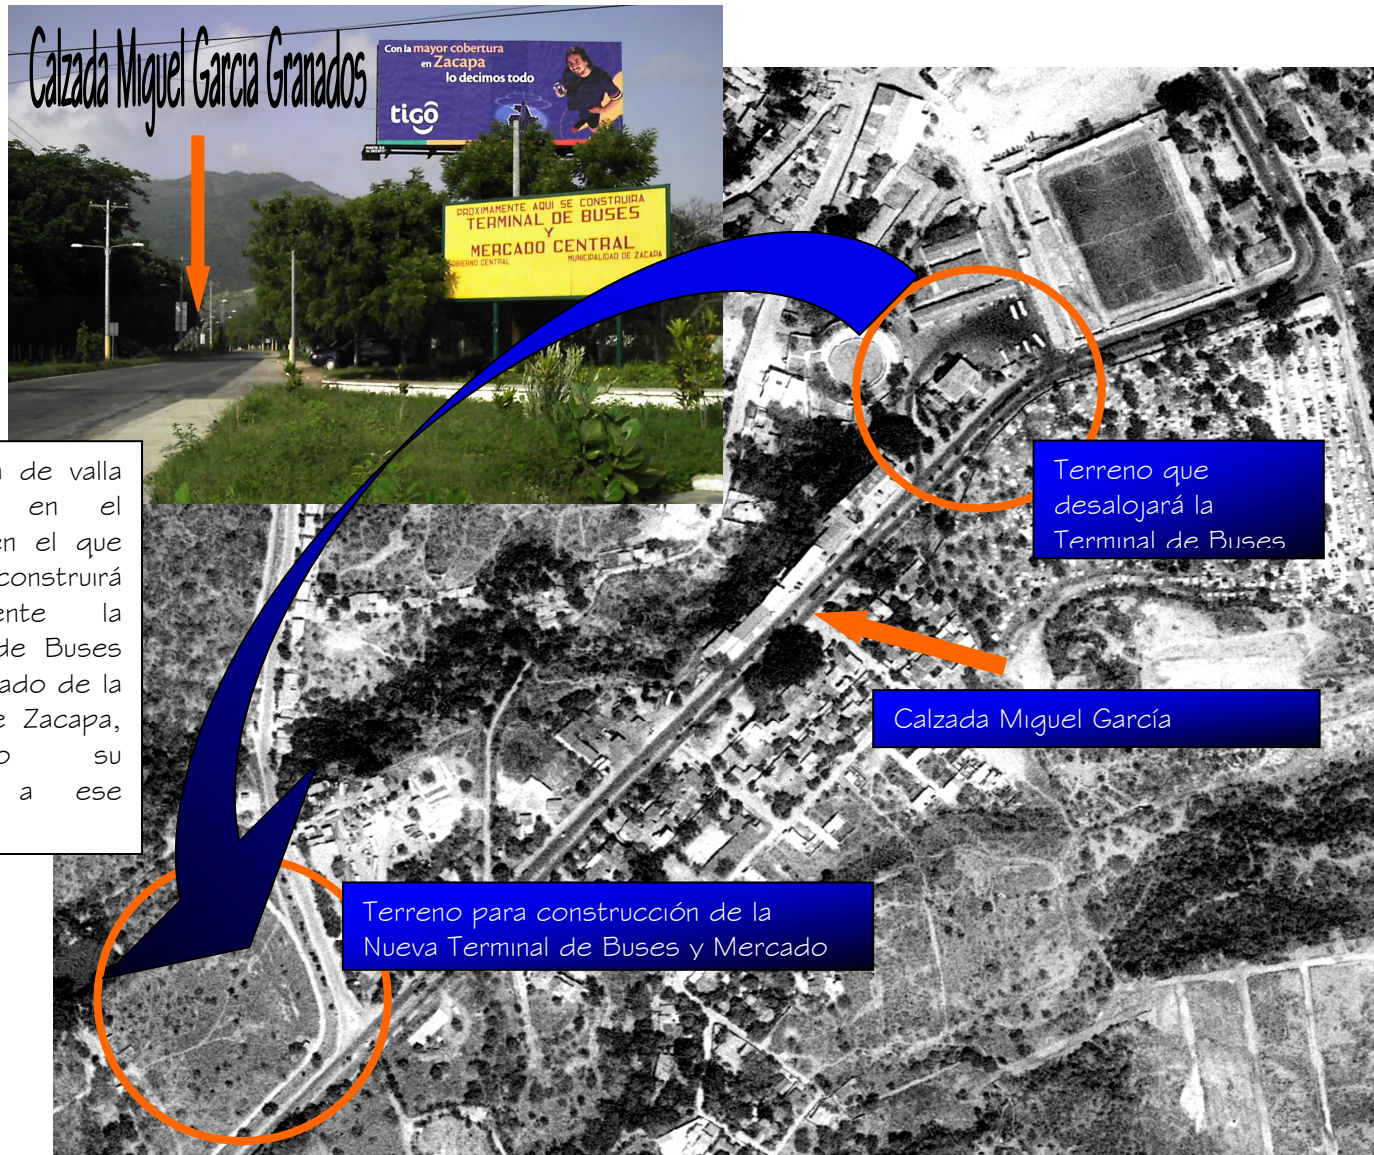 Calzada Miguel García Granados
Con la mayor cobertura
en Zacapa
lo decimos todo
tigo
PROXIMAMENTE AQUI SE CONSTRUIRA
TERMINAL DE BUSES
Y
MERCADO CENTRAL
GOBIERNO CENTRAL MUNICIPALIDAD DE ZACAPA
de valla
en el
en el que
construirá
la
de Buses
de la
Zacapa,
su
a ese
Terreno que
desalojará la
Terminal de Buses
Calzada Miguel García
Terreno para construcción de la
Nueva Terminal de Buses y Mercado